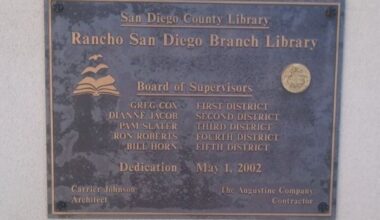 San Diego County Library
Rancho San Diego Branch Library
Board of Supervisors
GREG COX FIRST DISTRICT
DIANNE JACOB SECOND DISTRICT
PAM SLATER THIRD DISTRICT
RON ROBERTS FOURTH DISTRICT
BILL HORN FIFTH DISTRICT
Dedication May 1, 2002
Carrier Johnson The Augustine Company
Architect Contractor